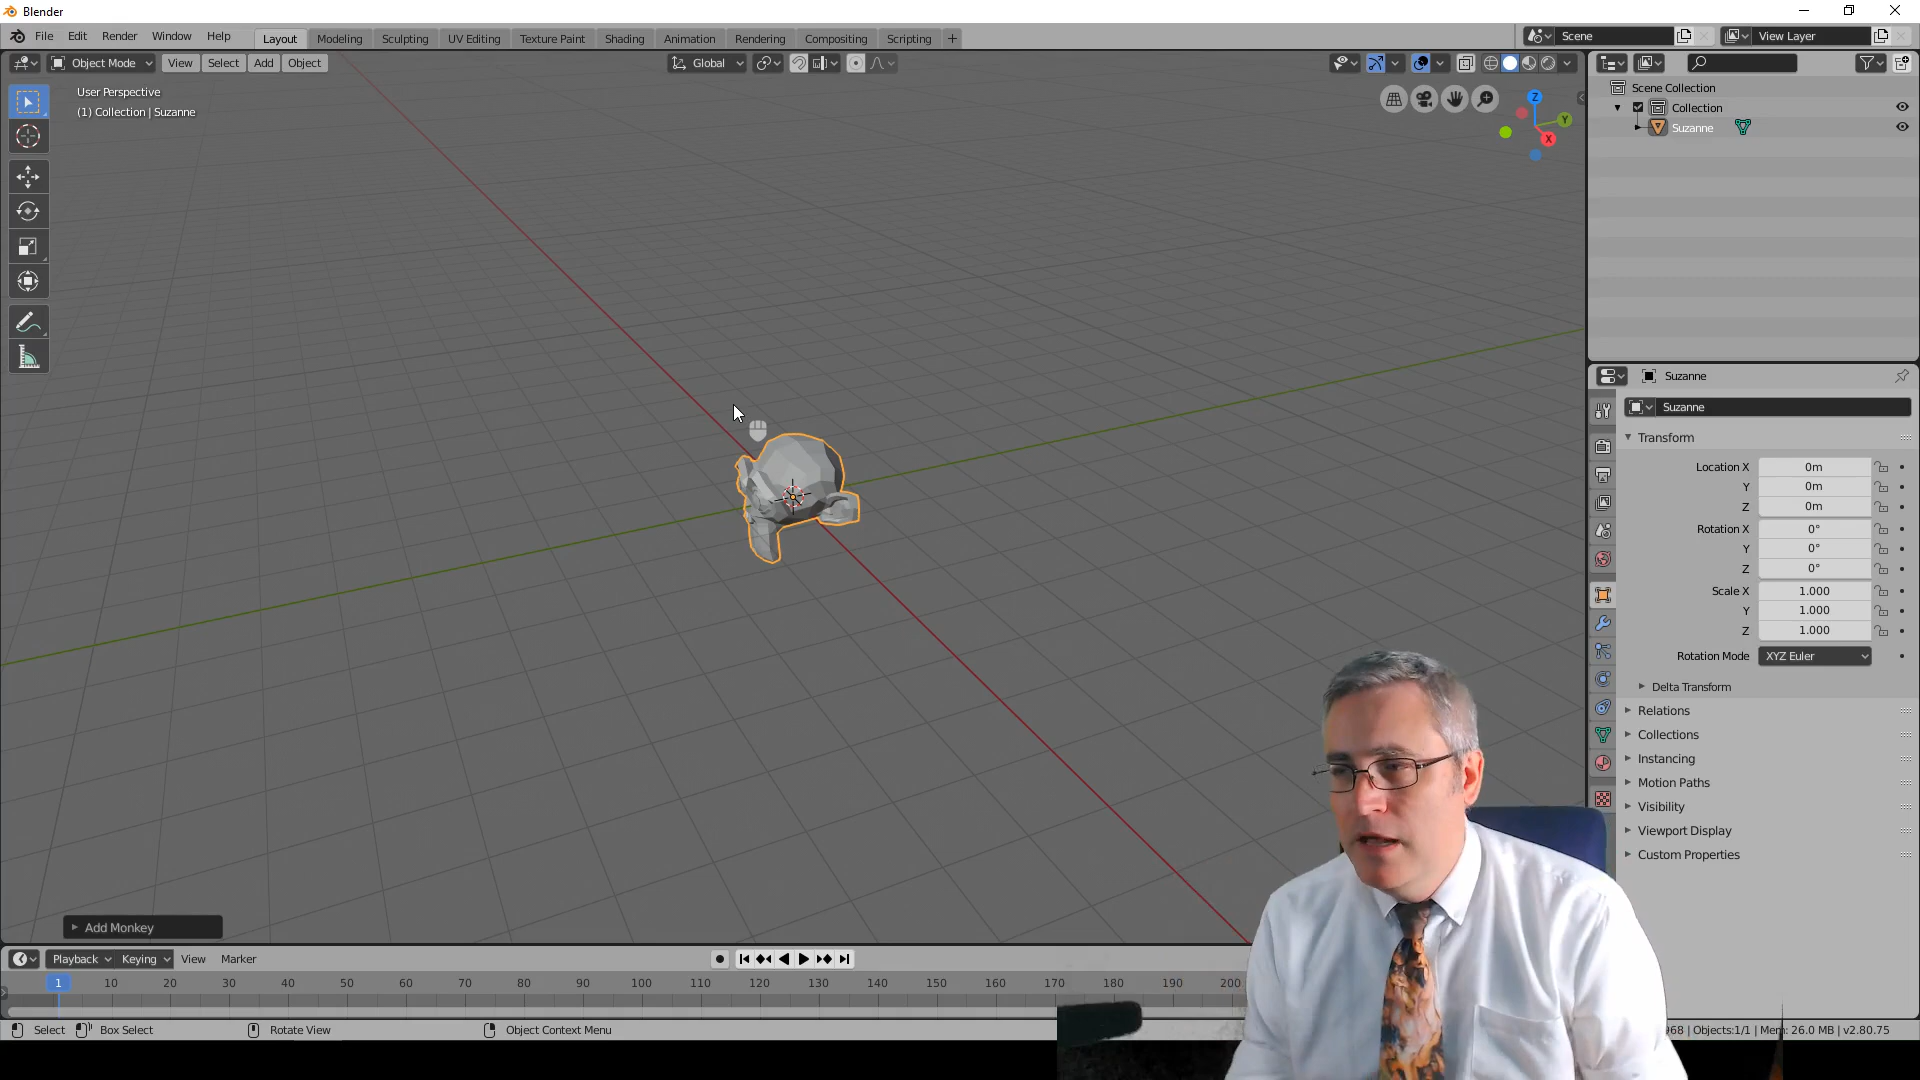 Blender
File Edit Render Window Help
Layout Modeling Sculpting UV Editing Texture Paint Shading Animation Rendering Compositing Scripting +
Scene
View Layer
Object Mode View Select Add Object
Global
User Perspective
(1) Collection | Suzanne
Z
Y
X
Scene Collection
Collection
Suzanne
Suzanne
Suzanne
Transform
Location X 0m
Y 0m
Z 0m
Rotation X 0°
Y 0°
Z 0°
Scale X 1.000
Y 1.000
Z 1.000
Rotation Mode XYZ Euler
Delta Transform
Relations
Collections
Instancing
Motion Paths
Visibility
Viewport Display
Custom Properties
Add Monkey
Playback Keying View Marker
1 10 20 30 40 50 60 70 80 90 100 110 120 130 140 150 160 170 180 190 200
Select Box Select Rotate View Object Context Menu
968 | Objects:1/1 | Mem: 26.0 MB | v2.80.75